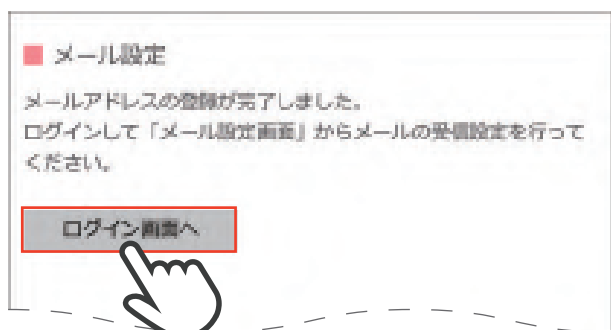 メール設定
メールアドレスの登録が完了しました。
ログインして「メール設定画面」からメールの受信設定を行って
ください。
ログイン画面へ